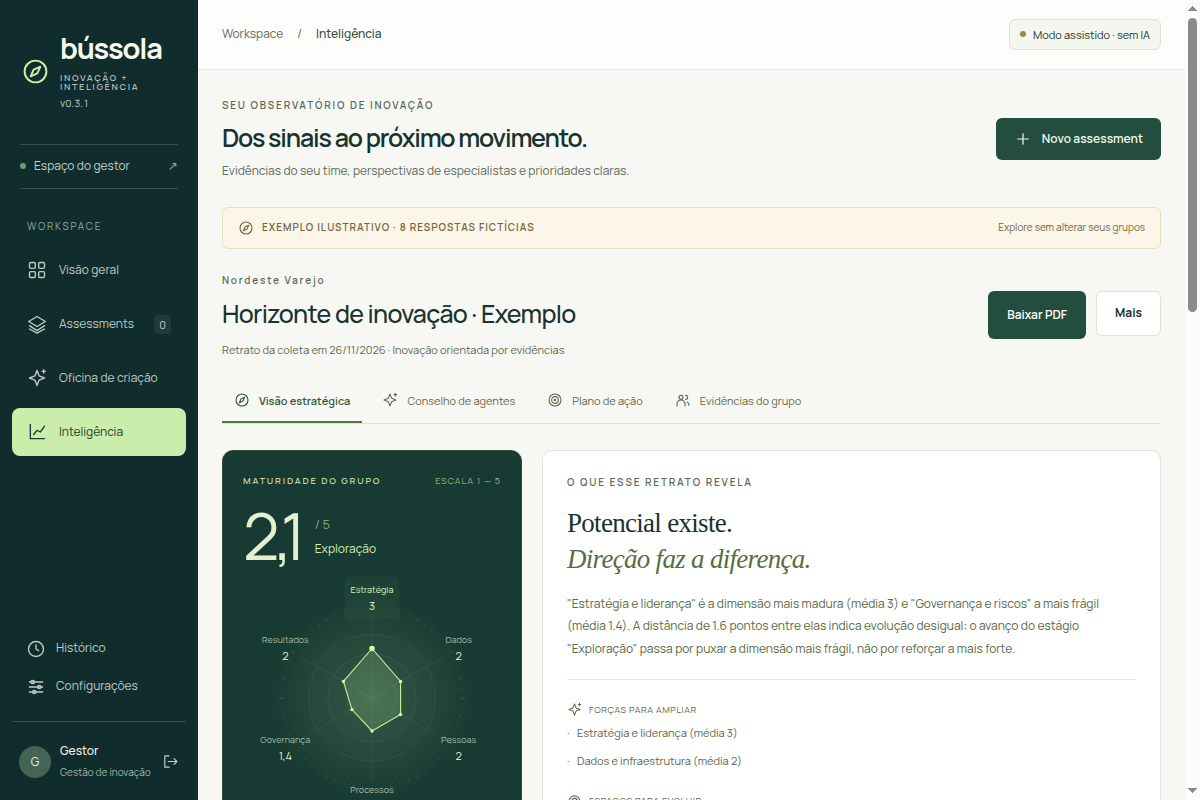 bússola
INOVAÇÃO +
INTELIGÊNCIA
v0.3.1
Espaço do gestor ↗
WORKSPACE
Visão geral
Assessments 0
Oficina de criação
Inteligência
Histórico
Configurações
G
Gestor
Gestão de inovação
Workspace / Inteligência
Modo assistido · sem IA
SEU OBSERVATÓRIO DE INOVAÇÃO
Dos sinais ao próximo movimento.
Evidências do seu time, perspectivas de especialistas e prioridades claras.
Novo assessment
EXEMPLO ILUSTRATIVO · 8 RESPOSTAS FICTÍCIAS
Explore sem alterar seus grupos
Nordeste Varejo
Horizonte de inovação · Exemplo
Retrato da coleta em 26/11/2026 · Inovação orientada por evidências
Baixar PDF
Mais
Visão estratégica
Conselho de agentes
Plano de ação
Evidências do grupo
MATURIDADE DO GRUPO
ESCALA 1 — 5
2,1
/ 5
Exploração
Estratégia
3
Resultados
2
Dados
2
Governança
1,4
Pessoas
2
Processos
O QUE ESSE RETRATO REVELA
Potencial existe.
Direção faz a diferença.
"Estratégia e liderança" é a dimensão mais madura (média 3) e "Governança e riscos" a mais frágil
(média 1.4). A distância de 1.6 pontos entre elas indica evolução desigual: o avanço do estágio
"Exploração" passa por puxar a dimensão mais frágil, não por reforçar a mais forte.
FORÇAS PARA AMPLIAR
· Estratégia e liderança (média 3)
· Dados e infraestrutura (média 2)
ESPAÇOS PARA EVOLUIR